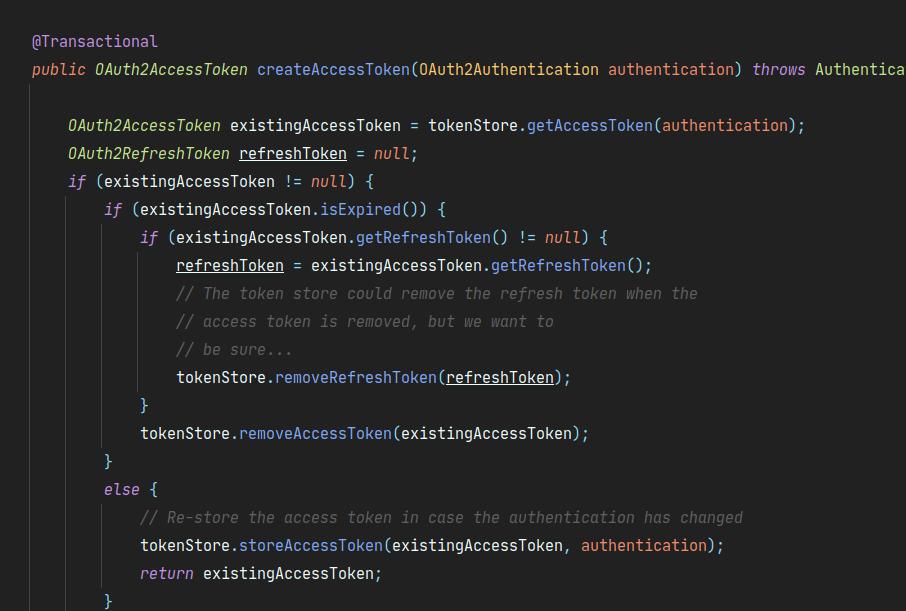 @Transactional
public OAuth2AccessToken createAccessToken(OAuth2Authentication authentication) throws Authentica
OAuth2AccessToken existingAccessToken = tokenStore.getAccessToken(authentication);
OAuth2RefreshToken refreshToken = null;
if (existingAccessToken != null) {
if (existingAccessToken.isExpired()) {
if (existingAccessToken.getRefreshToken() != null) {
refreshToken = existingAccessToken.getRefreshToken();
// The token store could remove the refresh token when the
// access token is removed, but we want to
// be sure...
tokenStore.removeRefreshToken(refreshToken);
}
tokenStore.removeAccessToken(existingAccessToken);
}
else {
// Re-store the access token in case the authentication has changed
tokenStore.storeAccessToken(existingAccessToken, authentication);
return existingAccessToken;
}